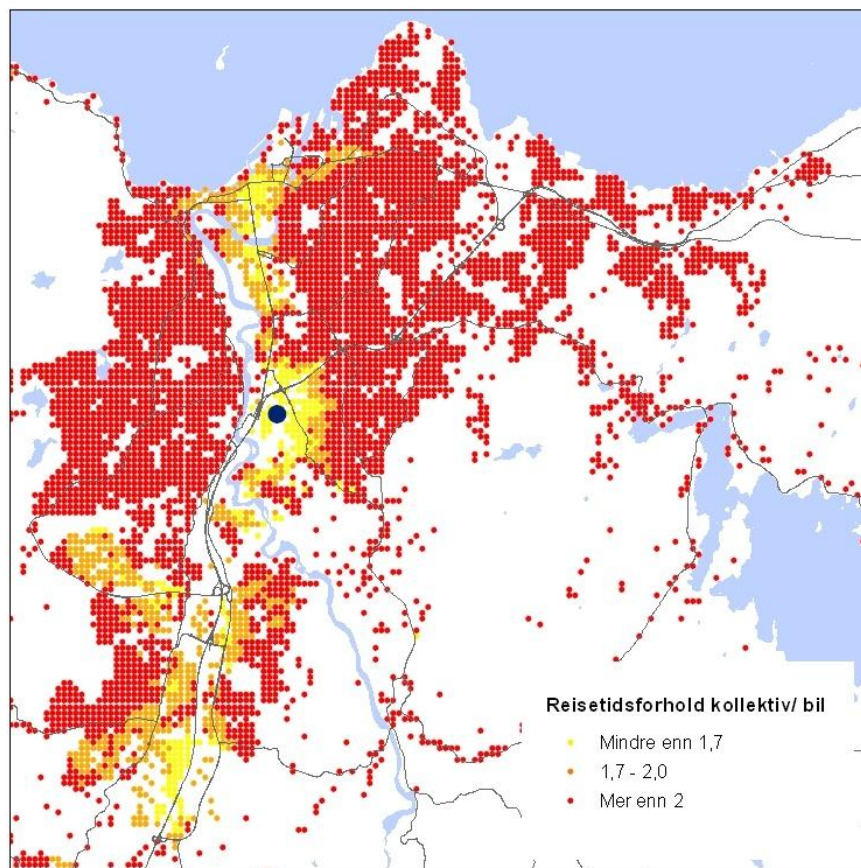 Reisetidsforhold kollektiv/ bil
Mindre enn 1,7
1,7 - 2,0
Mer enn 2